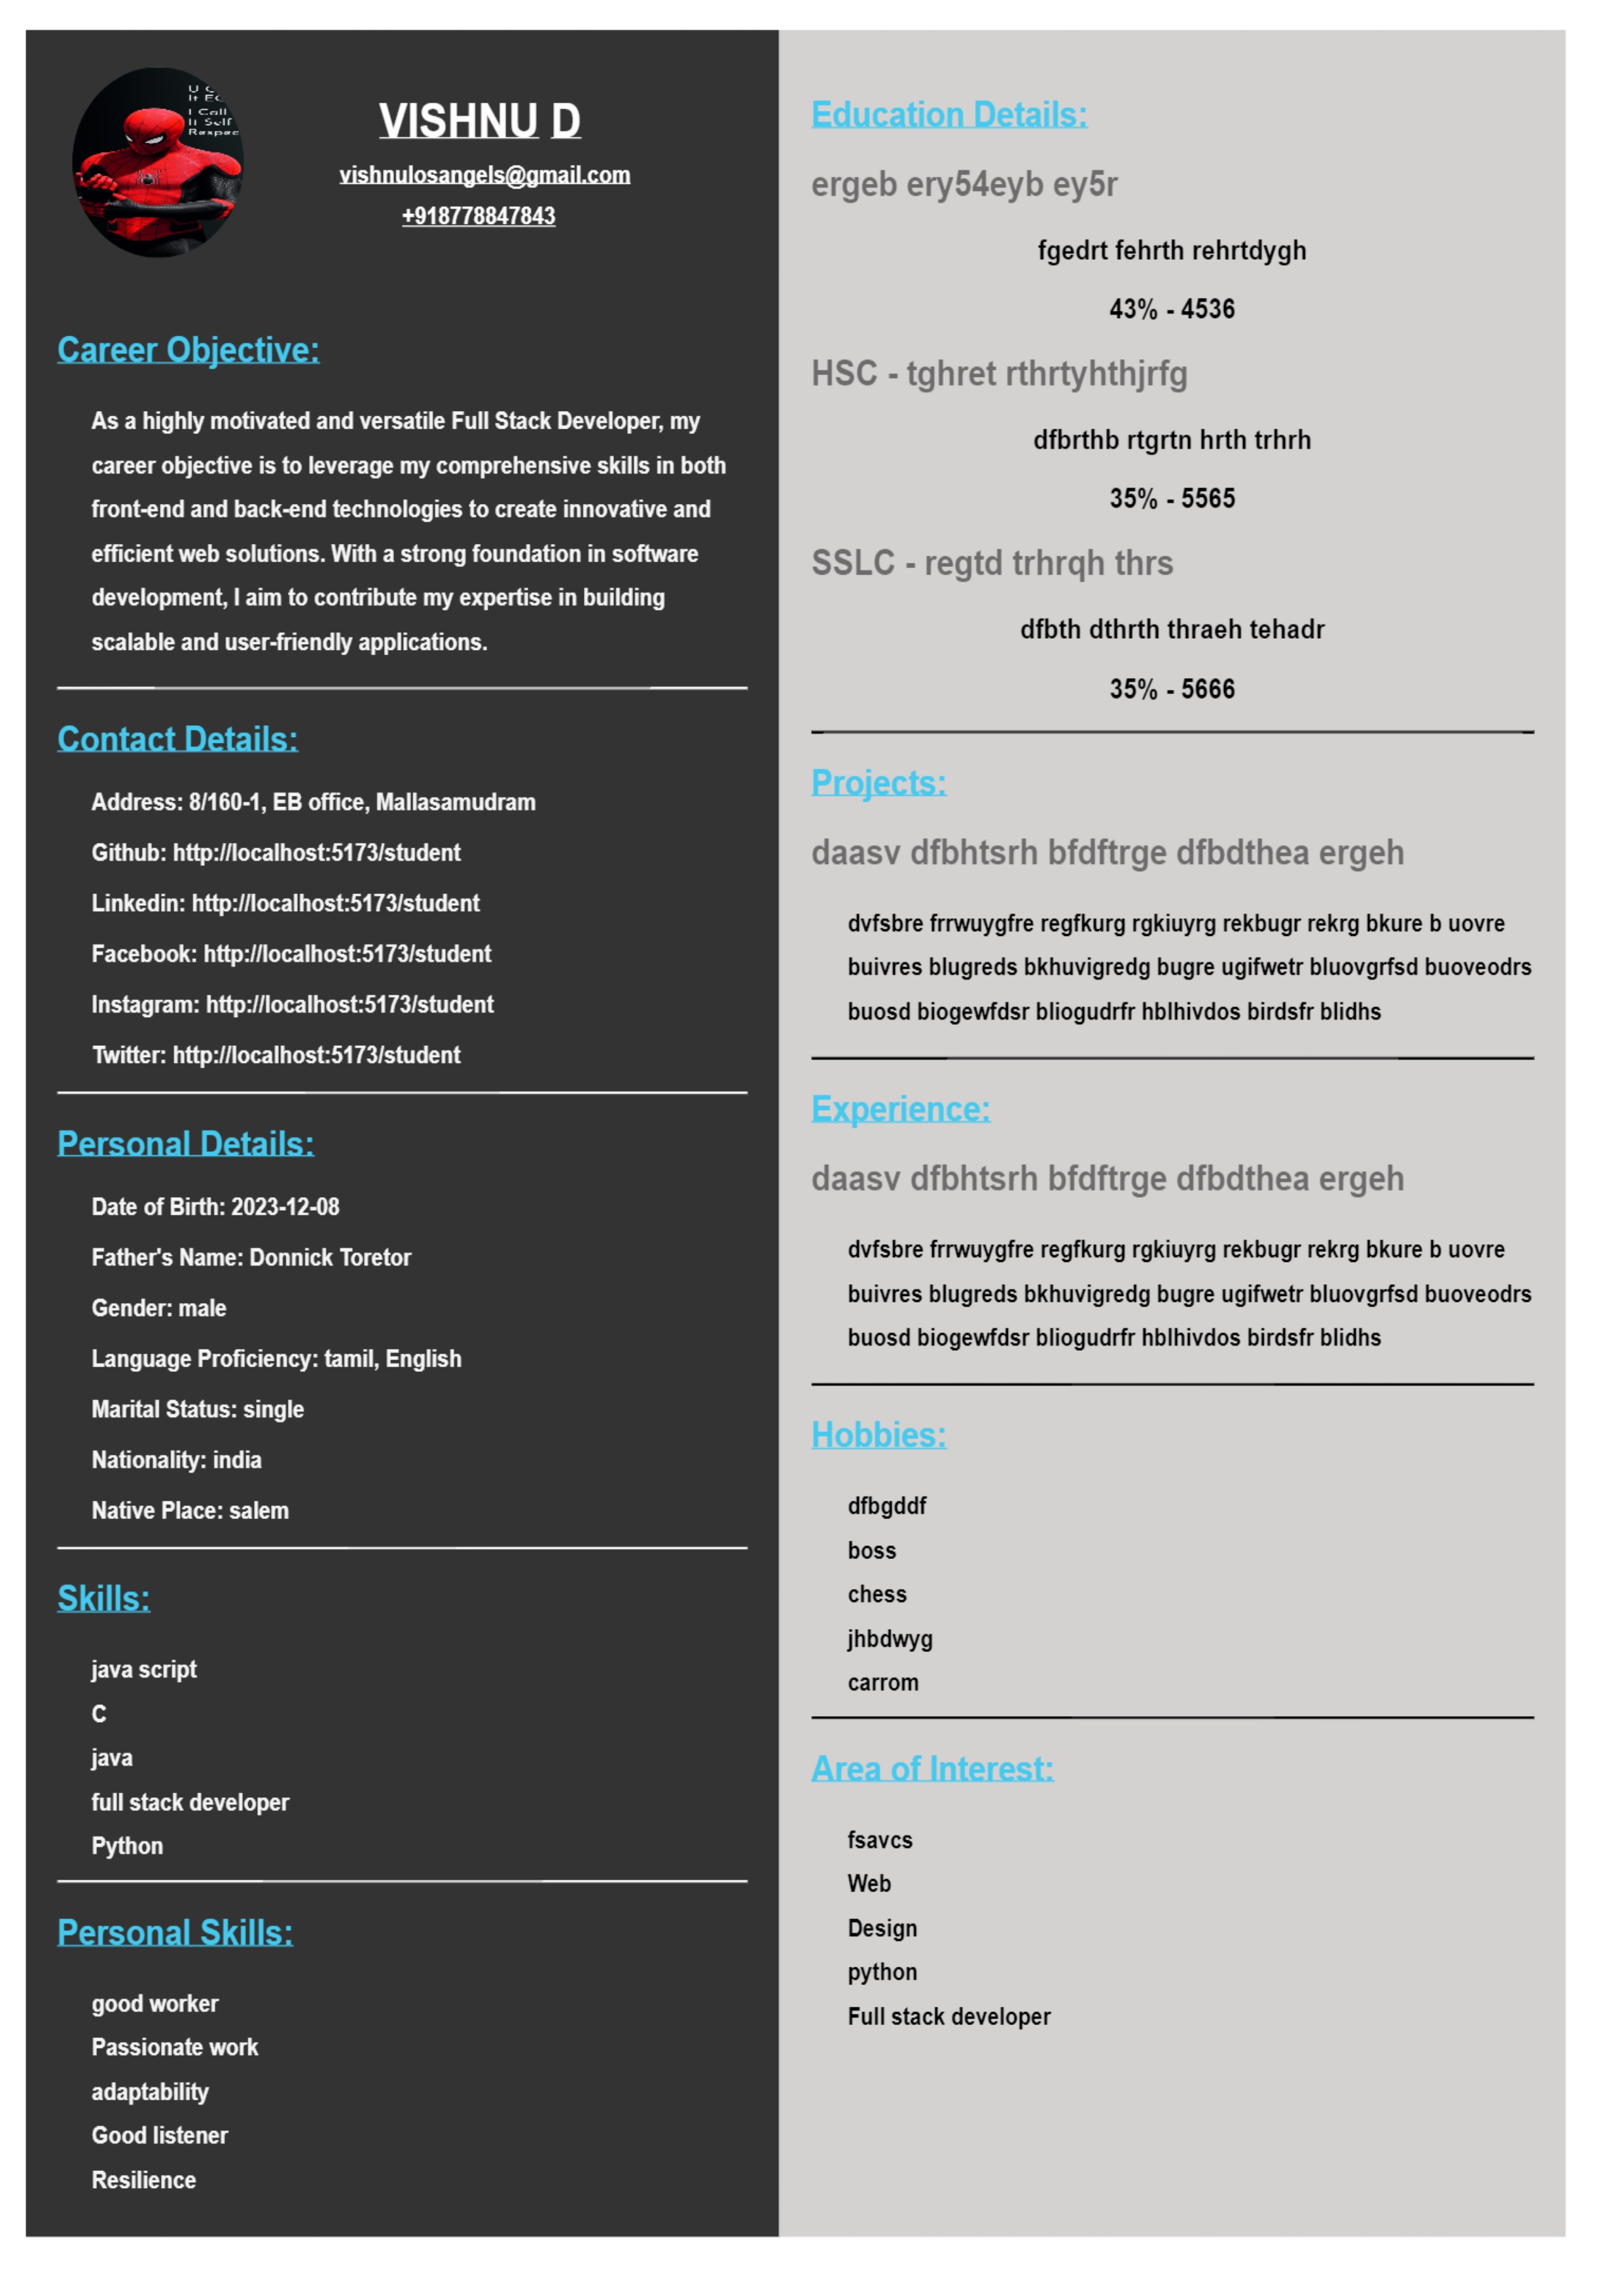 U C
It EG
I Call
It Self
Respec
VISHNU D
vishnulosangels@gmail.com
+918778847843
Career Objective:
As a highly motivated and versatile Full Stack Developer, my
career objective is to leverage my comprehensive skills in both
front-end and back-end technologies to create innovative and
efficient web solutions. With a strong foundation in software
development, I aim to contribute my expertise in building
scalable and user-friendly applications.
Contact Details:
Address: 8/160-1, EB office, Mallasamudram
Github: http://localhost:5173/student
Linkedin: http://localhost:5173/student
Facebook: http://localhost:5173/student
Instagram: http://localhost:5173/student
Twitter: http://localhost:5173/student
Personal Details:
Date of Birth: 2023-12-08
Father's Name: Donnick Toretor
Gender: male
Language Proficiency: tamil, English
Marital Status: single
Nationality: india
Native Place: salem
Skills:
java script
C
java
full stack developer
Python
Personal Skills:
good worker
Passionate work
adaptability
Good listener
Resilience
Education Details:
ergeb ery54eyb ey5r
fgedrt fehrth rehrtdygh
43% - 4536
HSC - tghret rthrtyhthjrfg
dfbrthb rtgrtn hrth trhrh
35% - 5565
SSLC - regtd trhrqh thrs
dfbth dthrth thraeh tehadr
35% - 5666
Projects:
daasv dfbhtsrh bfdftrge dfbdthea ergeh
dvfsbre frrwuygfre regfkurg rgkiuyrg rekbugr rekrg bkure b uovre
buivres blugreds bkhuvigredg bugre ugifwetr bluovgrfsd buoveodrs
buosd biogewfdsr bliogudrfr hblhivdos birdsfr blidhs
Experience:
daasv dfbhtsrh bfdftrge dfbdthea ergeh
dvfsbre frrwuygfre regfkurg rgkiuyrg rekbugr rekrg bkure b uovre
buivres blugreds bkhuvigredg bugre ugifwetr bluovgrfsd buoveodrs
buosd biogewfdsr bliogudrfr hblhivdos birdsfr blidhs
Hobbies:
dfbgddf
boss
chess
jhbdwyg
carrom
Area of Interest:
fsavcs
Web
Design
python
Full stack developer